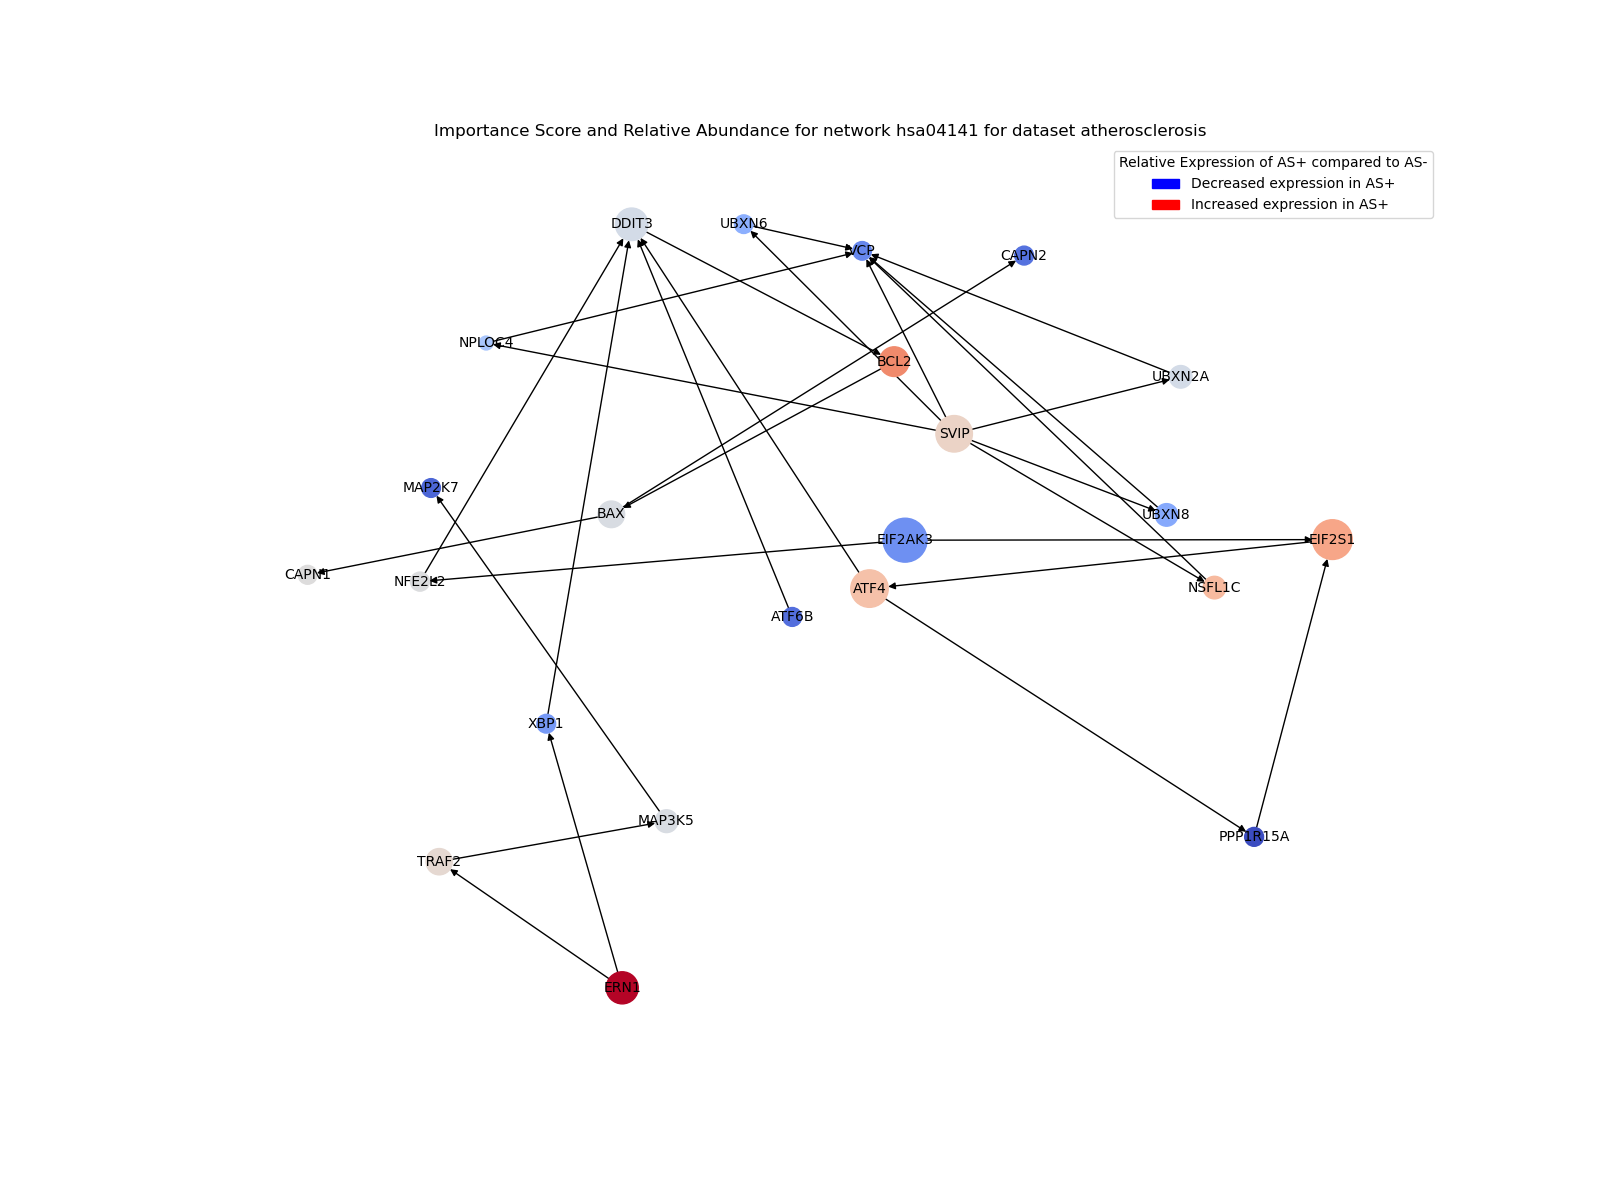 Importance Score and Relative Abundance for network hsa04141 for dataset atherosclerosis
Relative Expression of AS+ compared to AS-
Decreased expression in AS+
Increased expression in AS+
DDIT3
UBXN6
VCP
CAPN2
NPLOC4
BCL2
UBXN2A
SVIP
MAP2K7
BAX
UBXN8
EIF2AK3
EIF2S1
CAPN1
NFE2L2
ATF4
NSFL1C
ATF6B
XBP1
MAP3K5
PPP1R15A
TRAF2
ERN1